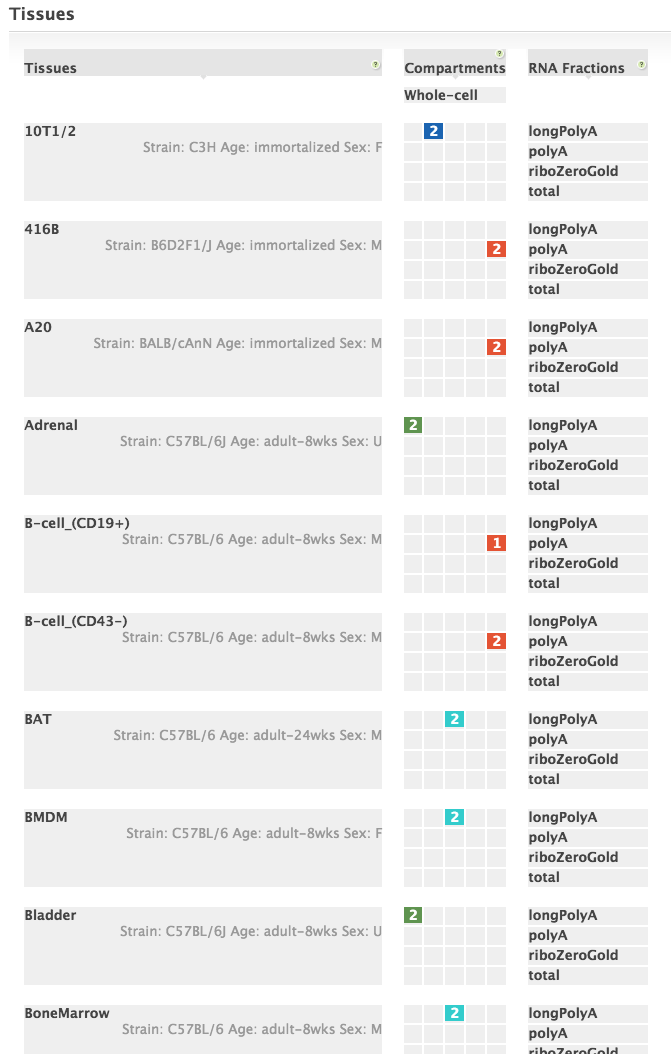 Tissues
Tissues ? Compartments ? RNA Fractions ?
Whole-cell
10T1/2 2 longPolyA
Strain: C3H Age: immortalized Sex: F polyA
riboZeroGold
total
416B longPolyA
Strain: B6D2F1/J Age: immortalized Sex: M 2 polyA
riboZeroGold
total
A20 longPolyA
Strain: BALB/cAnN Age: immortalized Sex: M 2 polyA
riboZeroGold
total
Adrenal 2 longPolyA
Strain: C57BL/6J Age: adult-8wks Sex: U polyA
riboZeroGold
total
B-cell_(CD19+) longPolyA
Strain: C57BL/6 Age: adult-8wks Sex: M 1 polyA
riboZeroGold
total
B-cell_(CD43-) longPolyA
Strain: C57BL/6 Age: adult-8wks Sex: M 2 polyA
riboZeroGold
total
BAT 2 longPolyA
Strain: C57BL/6 Age: adult-24wks Sex: M polyA
riboZeroGold
total
BMDM 2 longPolyA
Strain: C57BL/6 Age: adult-8wks Sex: F polyA
riboZeroGold
total
Bladder 2 longPolyA
Strain: C57BL/6J Age: adult-8wks Sex: U polyA
riboZeroGold
total
BoneMarrow 2 longPolyA
Strain: C57BL/6 Age: adult-8wks Sex: M polyA
riboZeroGold